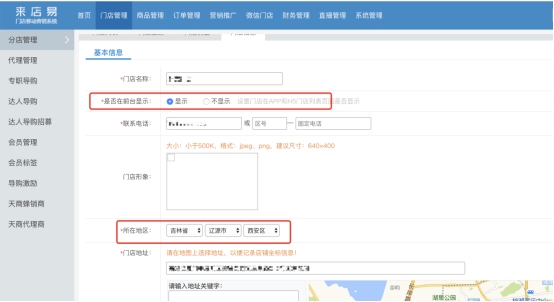 来店易
门店移动营销系统
首页 门店管理 商品管理 订单管理 营销推广 微信门店 财务管理 直播管理 系统管理
分店管理
代理管理
专职导购
达人导购
达人导购招募
会员管理
会员标签
导购激励
天商蝉销商
天商代理商
基本信息
*门店名称:
*是否在前台显示: 显示 不显示 设置门店在APP和H5门店列表页面是否显示
*联系电话: 或 区号 — 固定电话
大小: 小于500K, 格式: jpeg、png, 建议尺寸: 640×400
门店形象:
*所在地区: 吉林省 辽源市 西安区
*门店地址: 请在地图上选择地址, 以便记录店铺坐标信息!
请输入地址关键字:
湖景公园